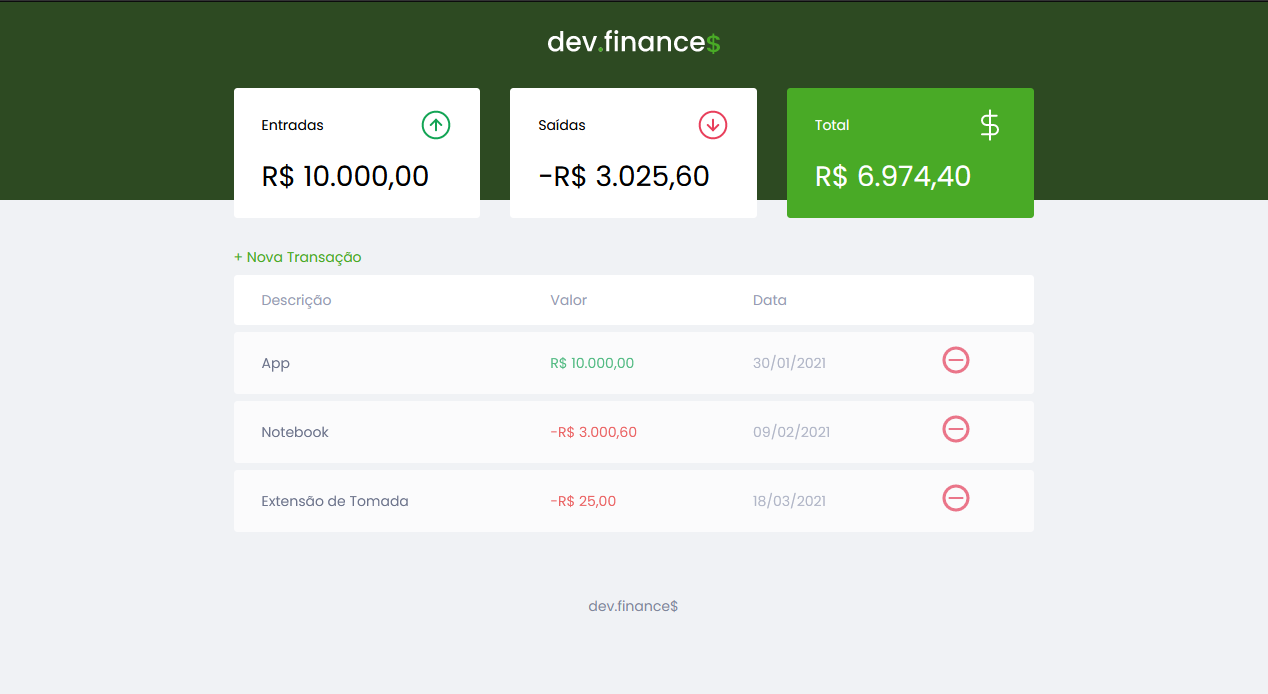 dev.finance$
Entradas
R$ 10.000,00
Saídas
-R$ 3.025,60
Total
$
R$ 6.974,40
+ Nova Transação
Descrição Valor Data
App R$ 10.000,00 30/01/2021
Notebook -R$ 3.000,60 09/02/2021
Extensão de Tomada -R$ 25,00 18/03/2021
dev.finance$